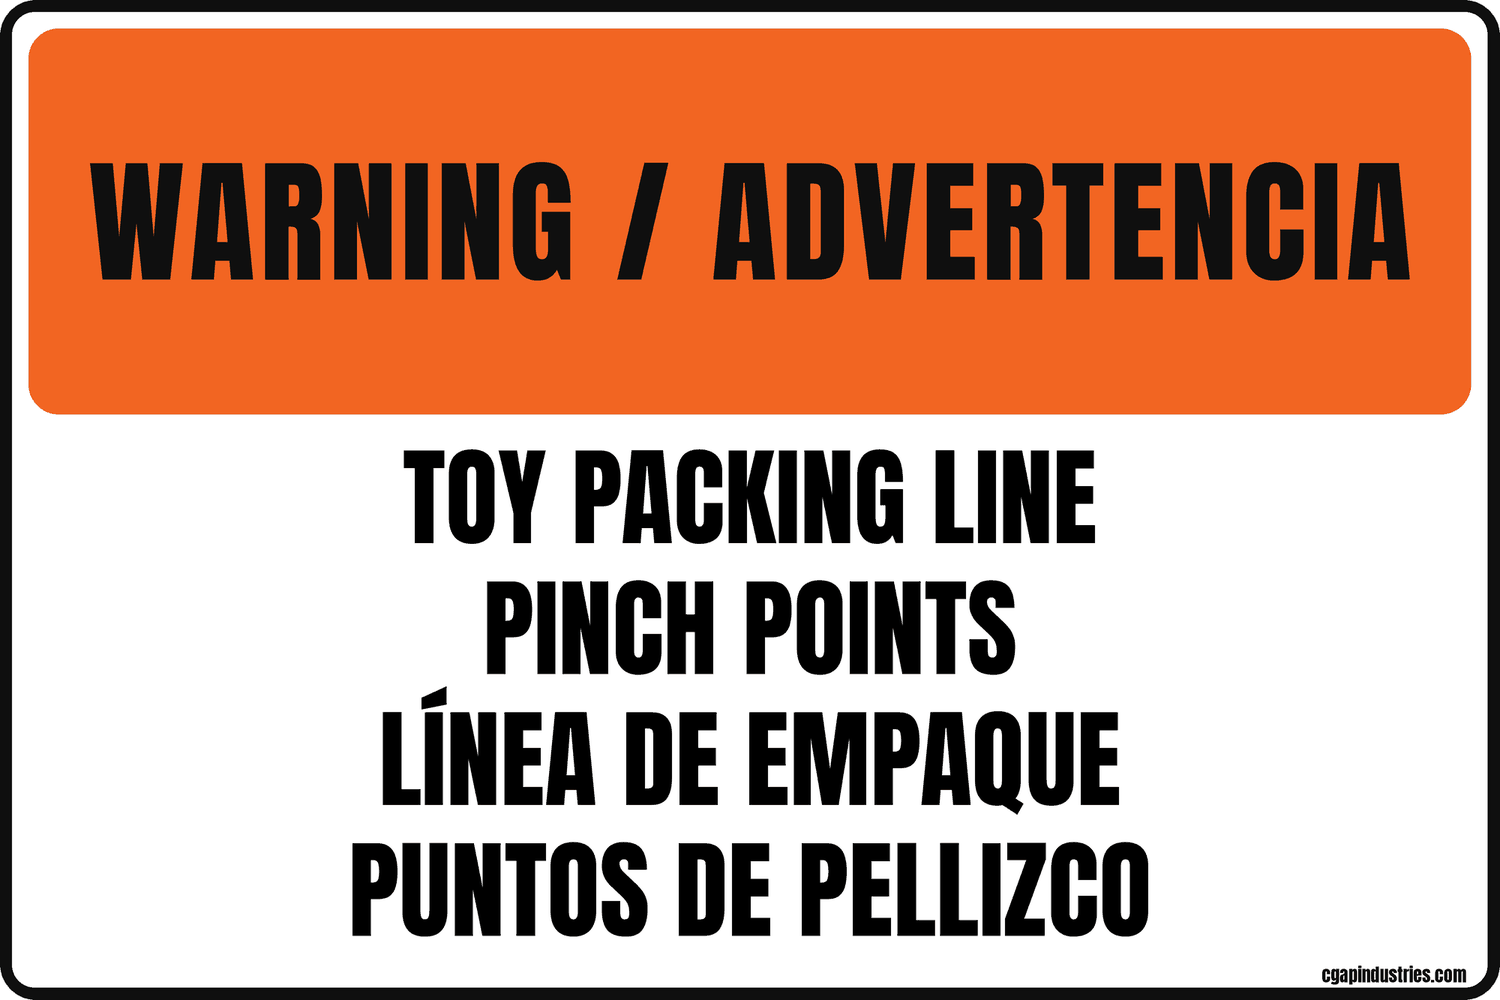 WARNING / ADVERTENCIA
TOY PACKING LINE
PINCH POINTS
LÍNEA DE EMPAQUE
PUNTOS DE PELLIZCO
cgapindustries.com